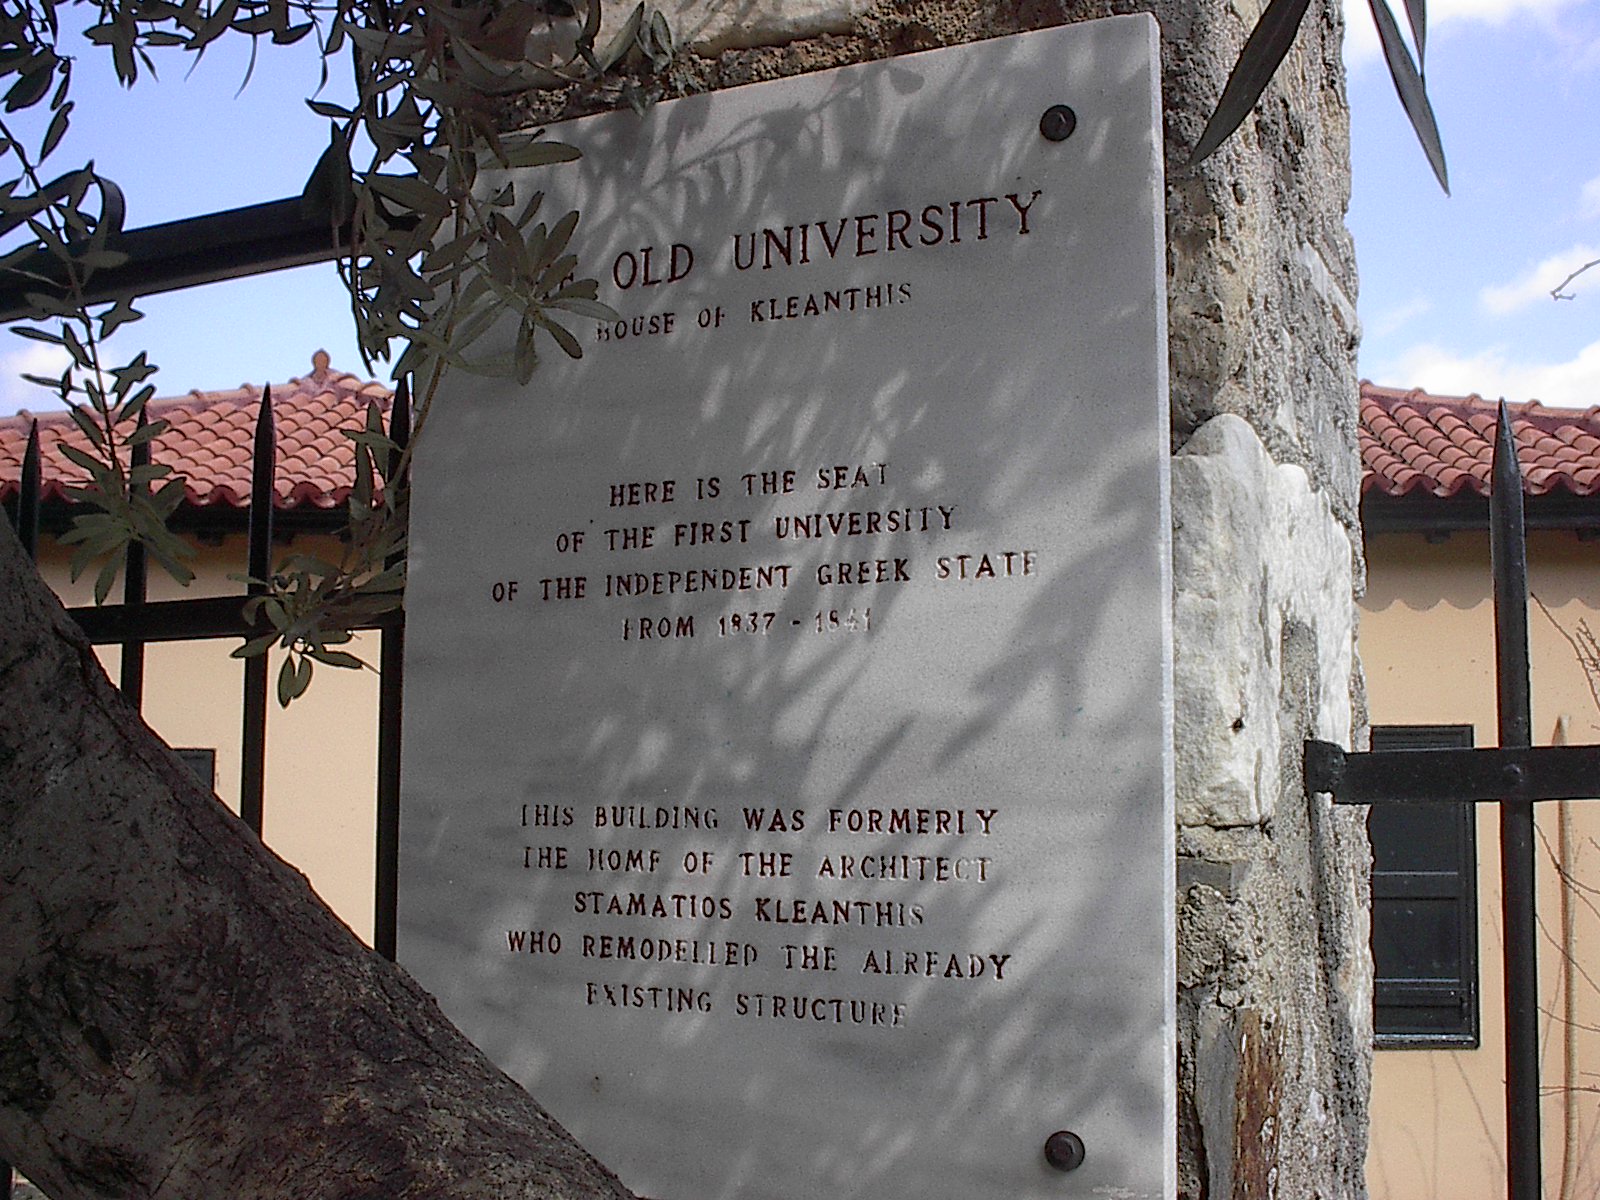 OLD UNIVERSITY
HOUSE OF KLEANTHIS
HERE IS THE SEAT
OF THE FIRST UNIVERSITY
OF THE INDEPENDENT GREEK STATE
FROM 1837 - 1841
THIS BUILDING WAS FORMERLY
THE HOME OF THE ARCHITECT
STAMATIOS KLEANTHIS
WHO REMODELLED THE ALREADY
EXISTING STRUCTURE